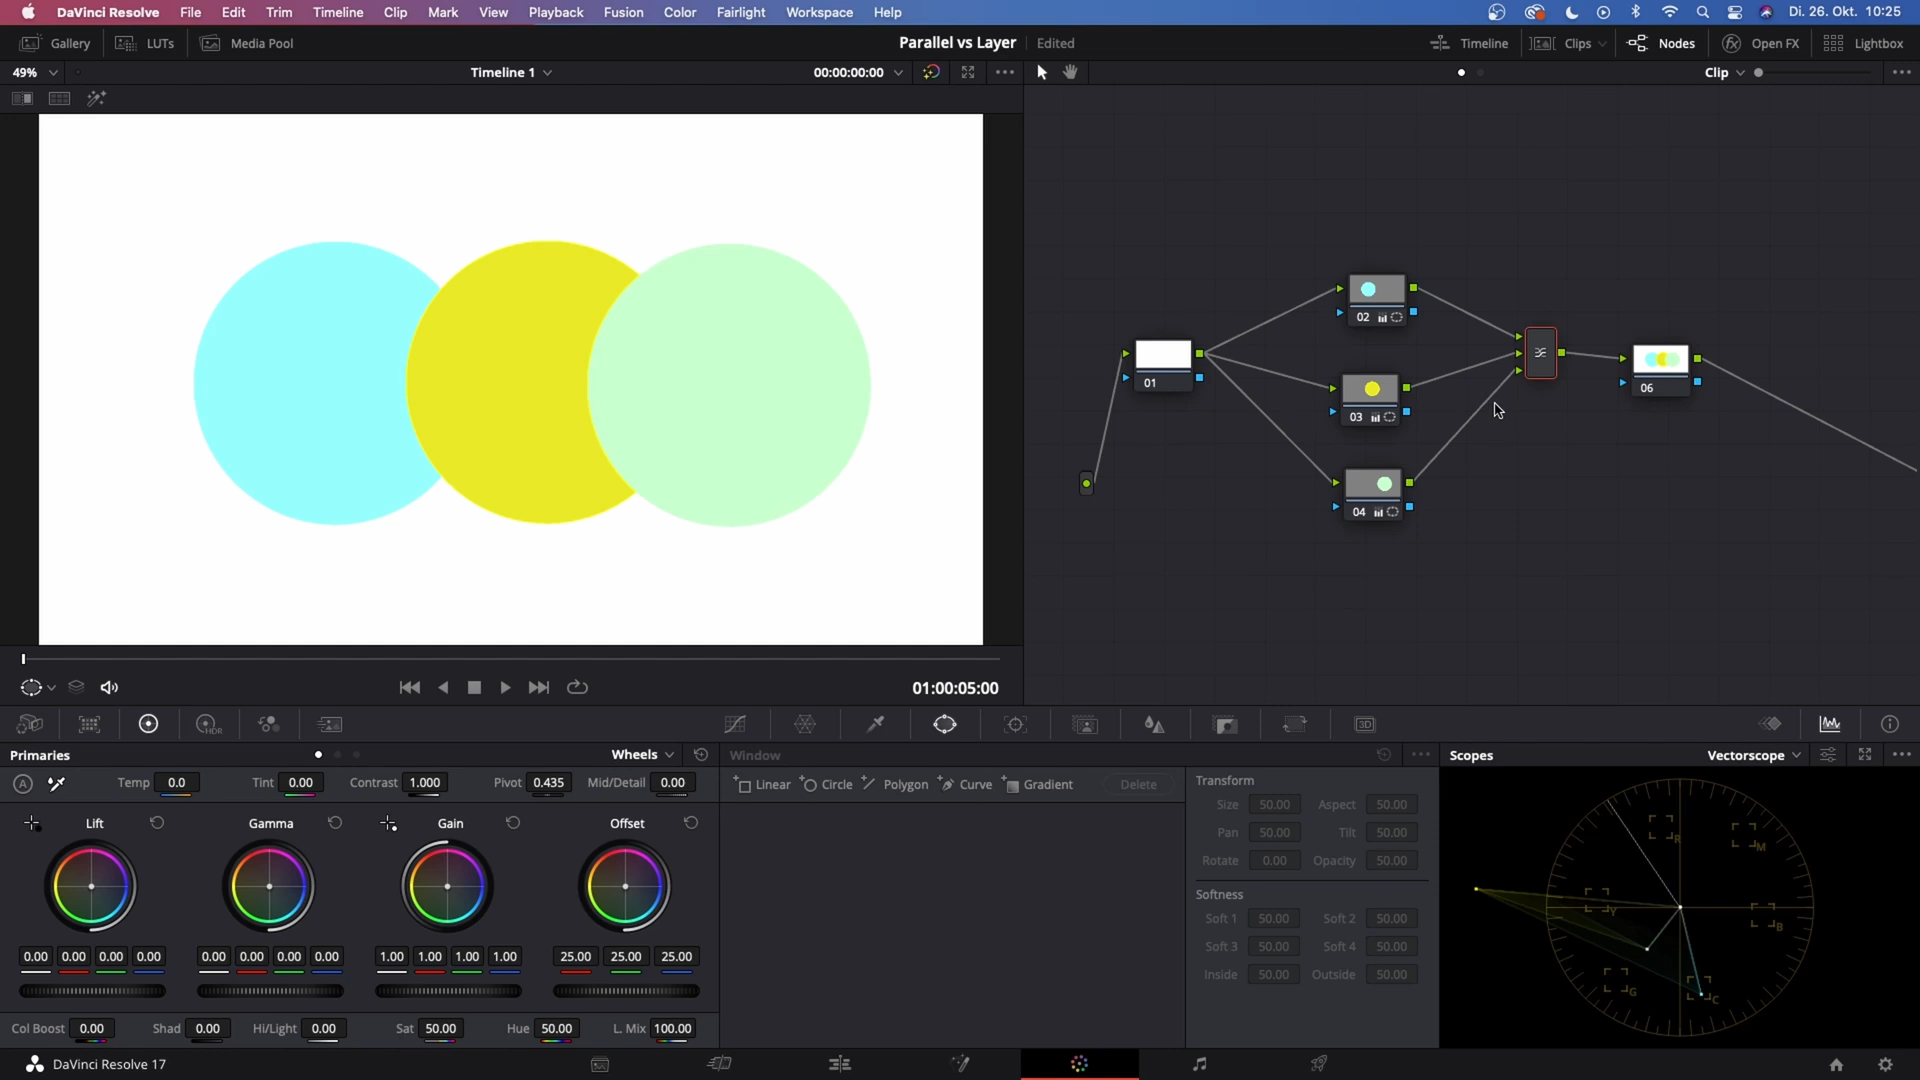 DaVinci Resolve File Edit Trim Timeline Clip Mark View Playback Fusion Color Fairlight Workspace Help Di. 26. Okt. 10:25
Gallery LUTs Media Pool Parallel vs Layer Edited Timeline Clips Nodes Open FX Lightbox
49% Timeline 1 00:00:00:00 Clip
02
01
06
03
04
01:00:05:00
HDR 3D
Primaries Wheels Window Scopes Vectorscope
A Temp 0.0 Tint 0.00 Contrast 1.000 Pivot 0.435 Mid/Detail 0.00 Linear Circle Polygon Curve Gradient Delete
Transform
Size 50.00 Aspect 50.00
Pan 50.00 Tilt 50.00
Rotate 0.00 Opacity 50.00
Softness
Soft 1 50.00 Soft 2 50.00
Soft 3 50.00 Soft 4 50.00
Inside 50.00 Outside 50.00
Lift Gamma Gain Offset
0.00 0.00 0.00 0.00 0.00 0.00 0.00 0.00 1.00 1.00 1.00 1.00 25.00 25.00 25.00
Col Boost 0.00 Shad 0.00 Hi/Light 0.00 Sat 50.00 Hue 50.00 L. Mix 100.00
R
M
Y
B
G
C
DaVinci Resolve 17